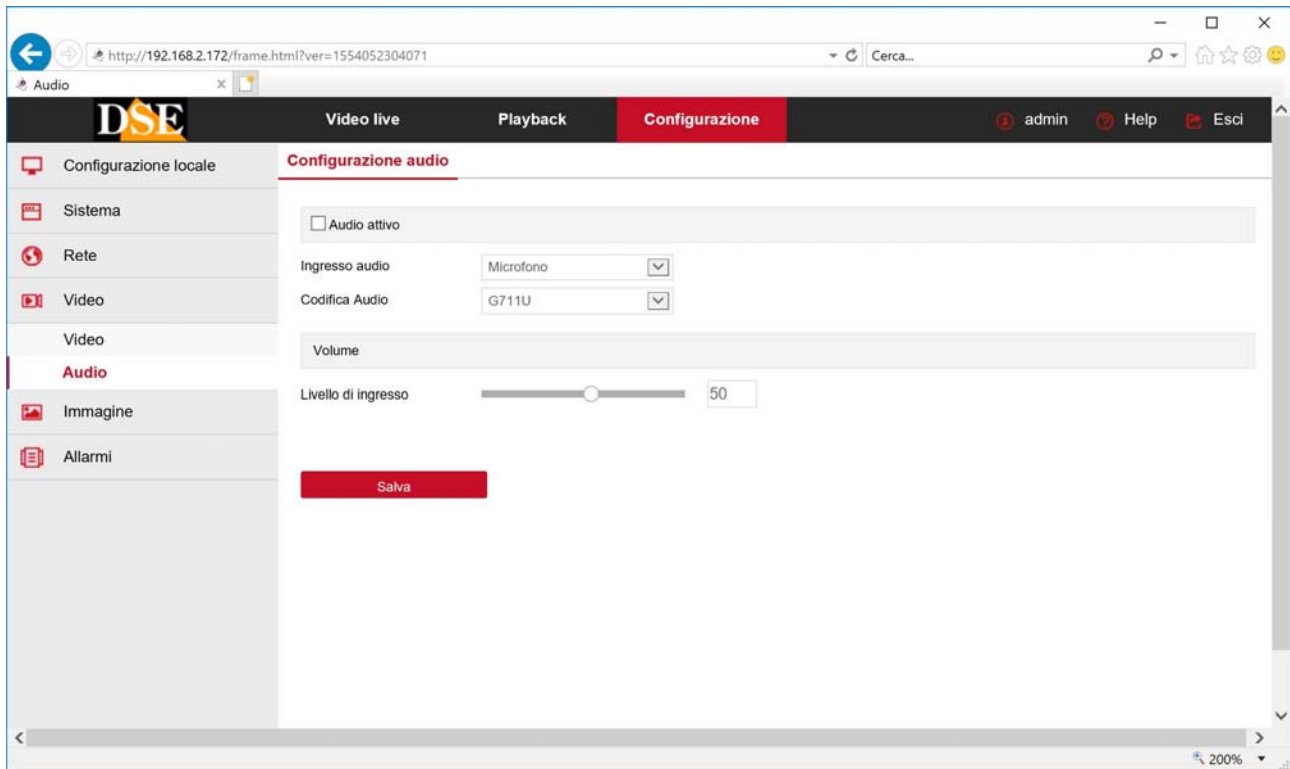 http://192.168.2.172/frame.html?ver=1554052304071
Cerca...
Audio
DSE
Video live
Playback
Configurazione
admin
Help
Esci
Configurazione locale
Sistema
Rete
Video
Video
Audio
Immagine
Allarmi
Configurazione audio
Audio attivo
Ingresso audio Microfono
Codifica Audio G711U
Volume
Livello di ingresso 50
Salva
200%